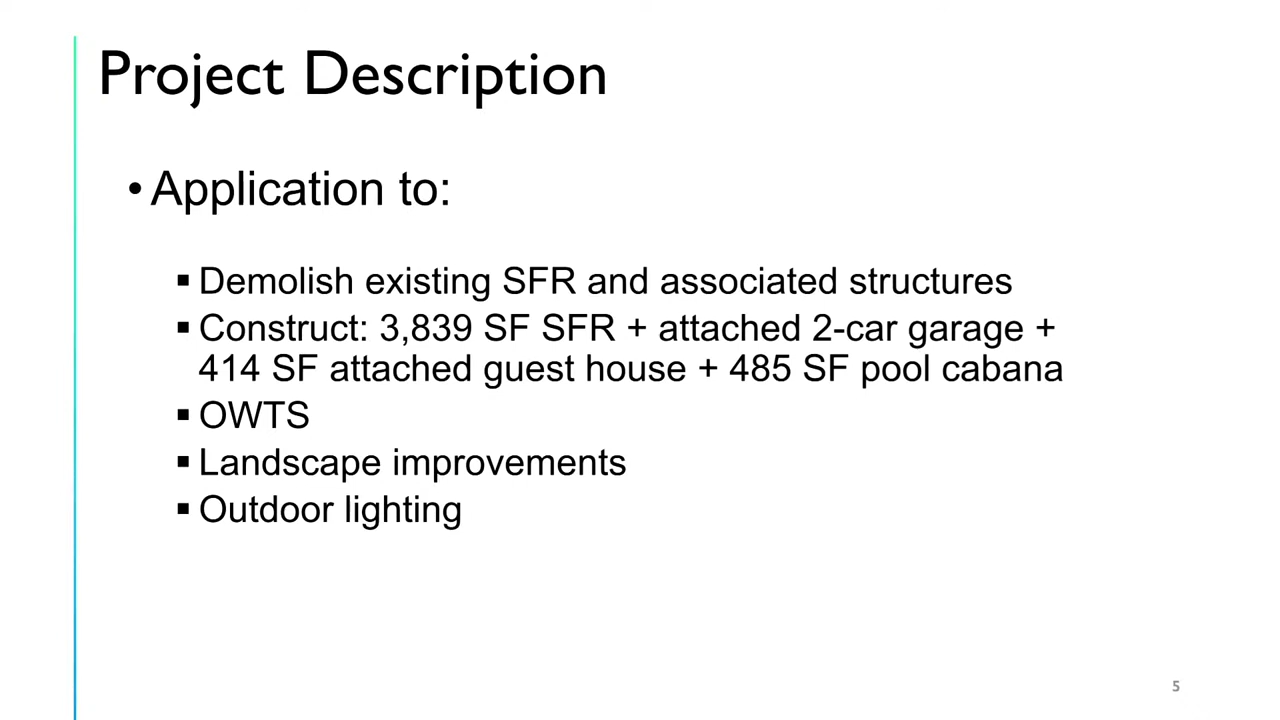 Project Description
• Application to:
▪ Demolish existing SFR and associated structures
▪ Construct: 3,839 SF SFR + attached 2-car garage +
414 SF attached guest house + 485 SF pool cabana
▪ OWTS
▪ Landscape improvements
▪ Outdoor lighting
5